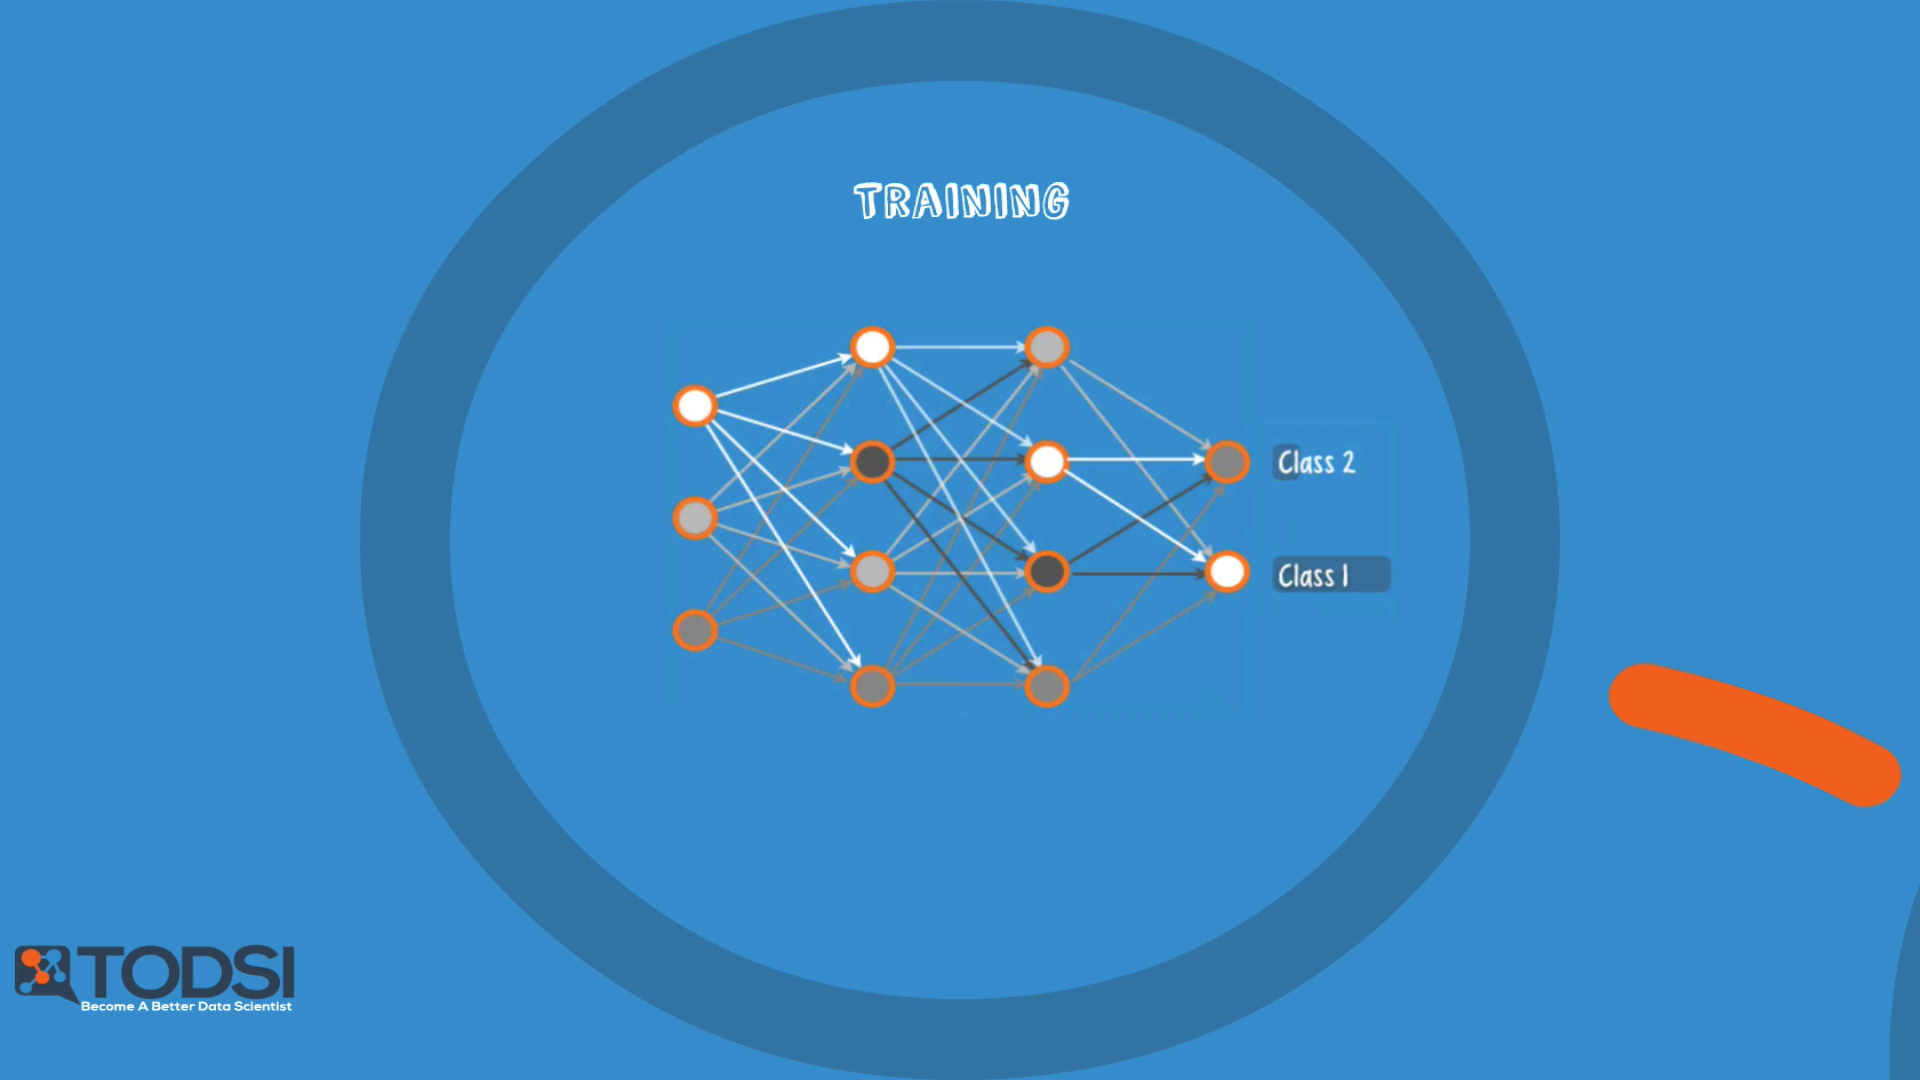 TRAINING
Class 2
Class 1
TODSI
Become A Better Data Scientist